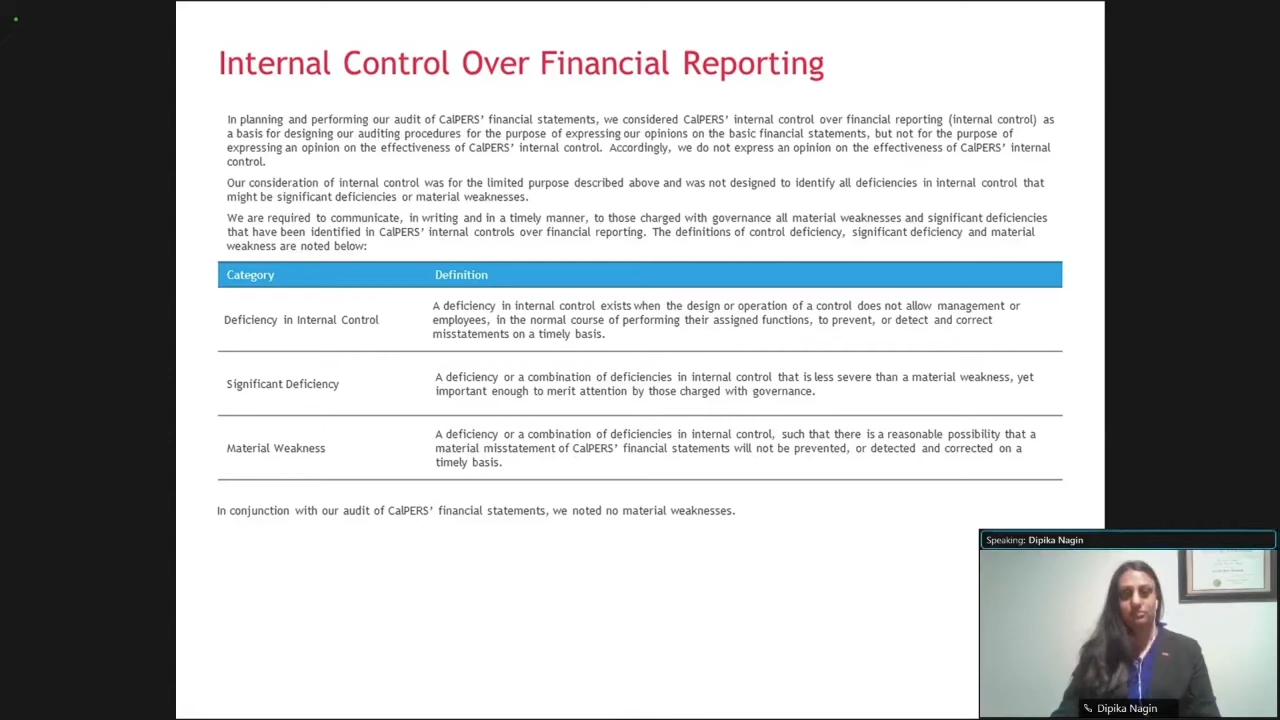 Internal Control Over Financial Reporting
In planning and performing our audit of CalPERS’ financial statements, we considered CalPERS’ internal control over financial reporting (internal control) as
a basis for designing our auditing procedures for the purpose of expressing our opinions on the basic financial statements, but not for the purpose of
expressing an opinion on the effectiveness of CalPERS’ internal control. Accordingly, we do not express an opinion on the effectiveness of CalPERS’ internal
control.
Our consideration of internal control was for the limited purpose described above and was not designed to identify all deficiencies in internal control that
might be significant deficiencies or material weaknesses.
We are required to communicate, in writing and in a timely manner, to those charged with governance all material weaknesses and significant deficiencies
that have been identified in CalPERS’ internal controls over financial reporting. The definitions of control deficiency, significant deficiency and material
weakness are noted below:
Category Definition
Deficiency in Internal Control
A deficiency in internal control exists when the design or operation of a control does not allow management or
employees, in the normal course of performing their assigned functions, to prevent, or detect and correct
misstatements on a timely basis.
Significant Deficiency
A deficiency or a combination of deficiencies in internal control that is less severe than a material weakness, yet
important enough to merit attention by those charged with governance.
Material Weakness
A deficiency or a combination of deficiencies in internal control, such that there is a reasonable possibility that a
material misstatement of CalPERS’ financial statements will not be prevented, or detected and corrected on a
timely basis.
In conjunction with our audit of CalPERS’ financial statements, we noted no material weaknesses.
Speaking: Dipika Nagin
Dipika Nagin